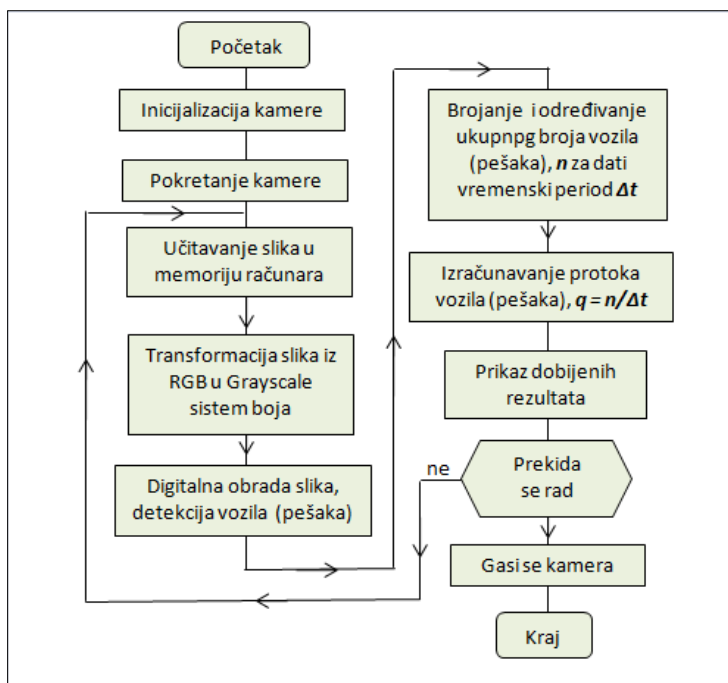 Početak
Inicijalizacija kamere
Pokretanje kamere
Učitavanje slika u
memoriju računara
Transformacija slika iz
RGB u Grayscale
sistem boja
Digitalna obrada slika,
detekcija vozila (pešaka)
Brojanje i određivanje
ukupnpg broja vozila
(pešaka), n za dati
vremenski period Δt
Izračunavanje protoka
vozila (pešaka), q = n/Δt
Prikaz dobijenih
rezultata
ne
Prekida
se rad
Gasi se kamera
Kraj